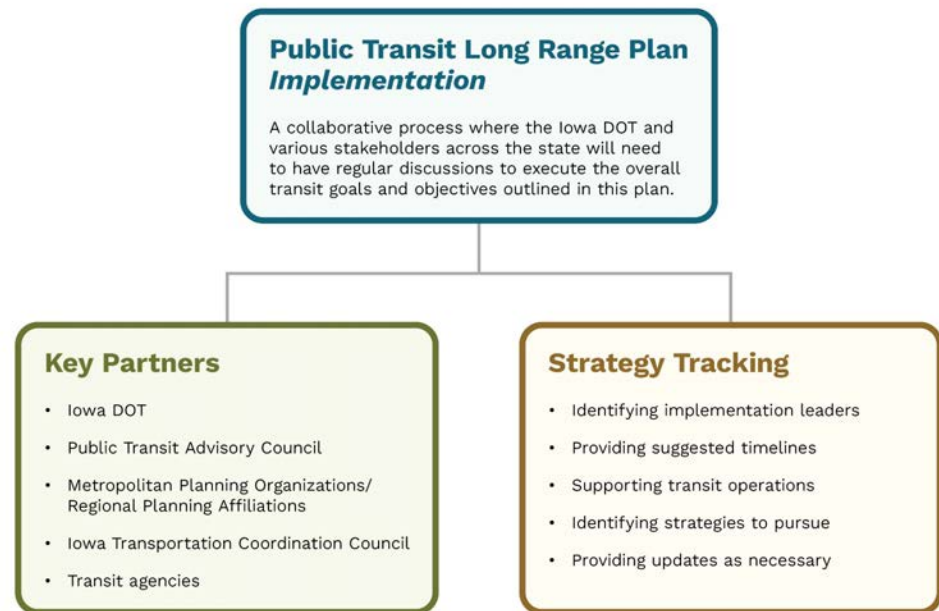 Public Transit Long Range Plan
Implementation
A collaborative process where the Iowa DOT and
various stakeholders across the state will need
to have regular discussions to execute the overall
transit goals and objectives outlined in this plan.
Key Partners
• Iowa DOT
• Public Transit Advisory Council
• Metropolitan Planning Organizations/
Regional Planning Affiliations
• Iowa Transportation Coordination Council
• Transit agencies
Strategy Tracking
• Identifying implementation leaders
• Providing suggested timelines
• Supporting transit operations
• Identifying strategies to pursue
• Providing updates as necessary